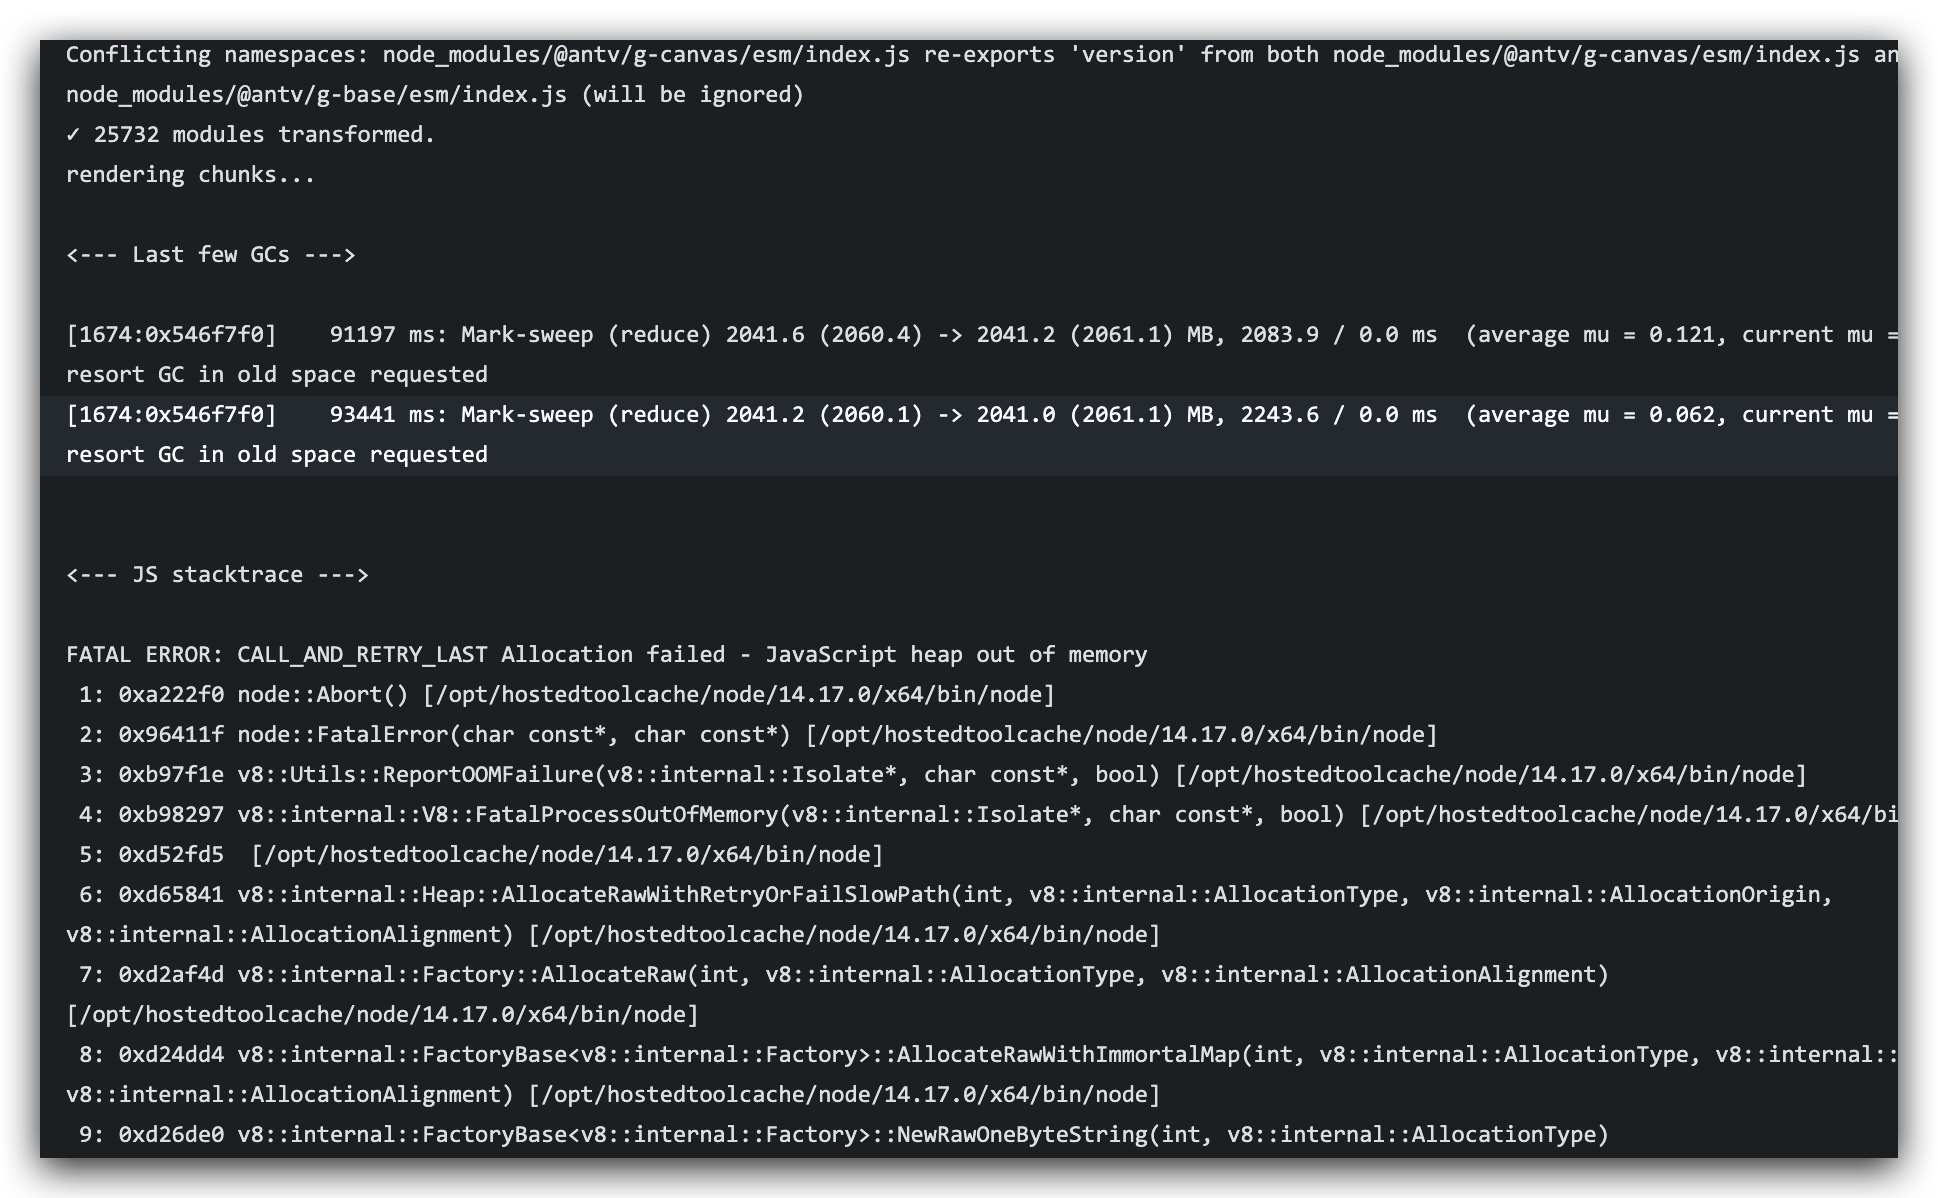 Conflicting namespaces: node_modules/@antv/g-canvas/esm/index.js re-exports 'version' from both node_modules/@antv/g-canvas/esm/index.js an
node_modules/@antv/g-base/esm/index.js (will be ignored)
✓ 25732 modules transformed.
rendering chunks...
<--- Last few GCs --->
[1674:0x546f7f0]    91197 ms: Mark-sweep (reduce) 2041.6 (2060.4) -> 2041.2 (2061.1) MB, 2083.9 / 0.0 ms  (average mu = 0.121, current mu =
resort GC in old space requested
[1674:0x546f7f0]    93441 ms: Mark-sweep (reduce) 2041.2 (2060.1) -> 2041.0 (2061.1) MB, 2243.6 / 0.0 ms  (average mu = 0.062, current mu =
resort GC in old space requested
<--- JS stacktrace --->
FATAL ERROR: CALL_AND_RETRY_LAST Allocation failed - JavaScript heap out of memory
 1: 0xa222f0 node::Abort() [/opt/hostedtoolcache/node/14.17.0/x64/bin/node]
 2: 0x96411f node::FatalError(char const*, char const*) [/opt/hostedtoolcache/node/14.17.0/x64/bin/node]
 3: 0xb97f1e v8::Utils::ReportOOMFailure(v8::internal::Isolate*, char const*, bool) [/opt/hostedtoolcache/node/14.17.0/x64/bin/node]
 4: 0xb98297 v8::internal::V8::FatalProcessOutOfMemory(v8::internal::Isolate*, char const*, bool) [/opt/hostedtoolcache/node/14.17.0/x64/bi
 5: 0xd52fd5  [/opt/hostedtoolcache/node/14.17.0/x64/bin/node]
 6: 0xd65841 v8::internal::Heap::AllocateRawWithRetryOrFailSlowPath(int, v8::internal::AllocationType, v8::internal::AllocationOrigin,
v8::internal::AllocationAlignment) [/opt/hostedtoolcache/node/14.17.0/x64/bin/node]
 7: 0xd2af4d v8::internal::Factory::AllocateRaw(int, v8::internal::AllocationType, v8::internal::AllocationAlignment)
[/opt/hostedtoolcache/node/14.17.0/x64/bin/node]
 8: 0xd24dd4 v8::internal::FactoryBase<v8::internal::Factory>::AllocateRawWithImmortalMap(int, v8::internal::AllocationType, v8::internal::
v8::internal::AllocationAlignment) [/opt/hostedtoolcache/node/14.17.0/x64/bin/node]
 9: 0xd26de0 v8::internal::FactoryBase<v8::internal::Factory>::NewRawOneByteString(int, v8::internal::AllocationType)